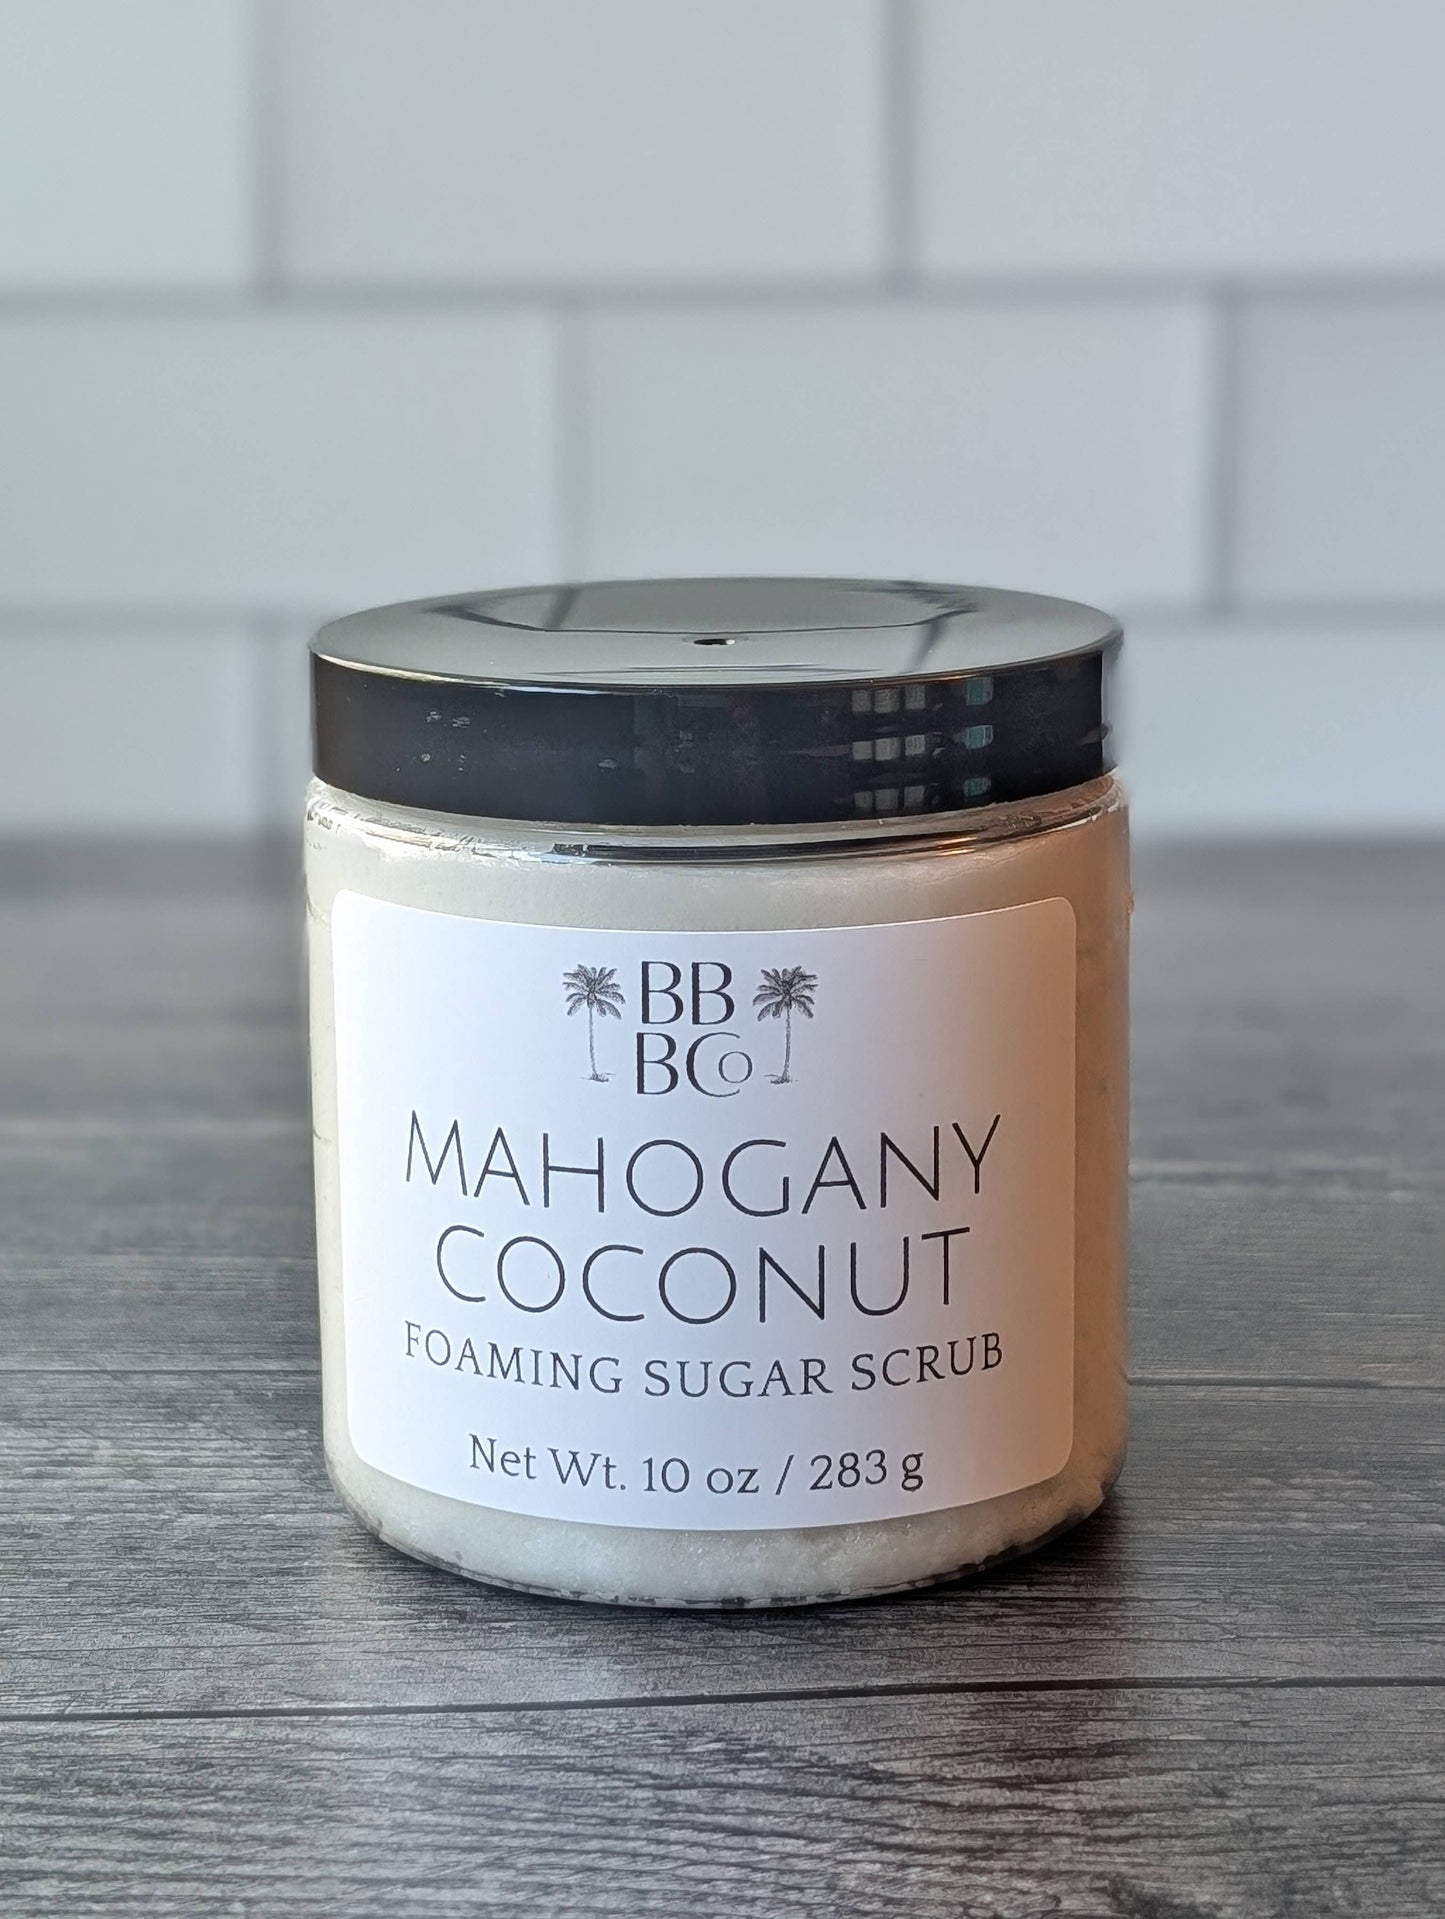 BB
BCo
MAHOGANY
COCONUT
FOAMING SUGAR SCRUB
Net Wt. 10 oz / 283 g